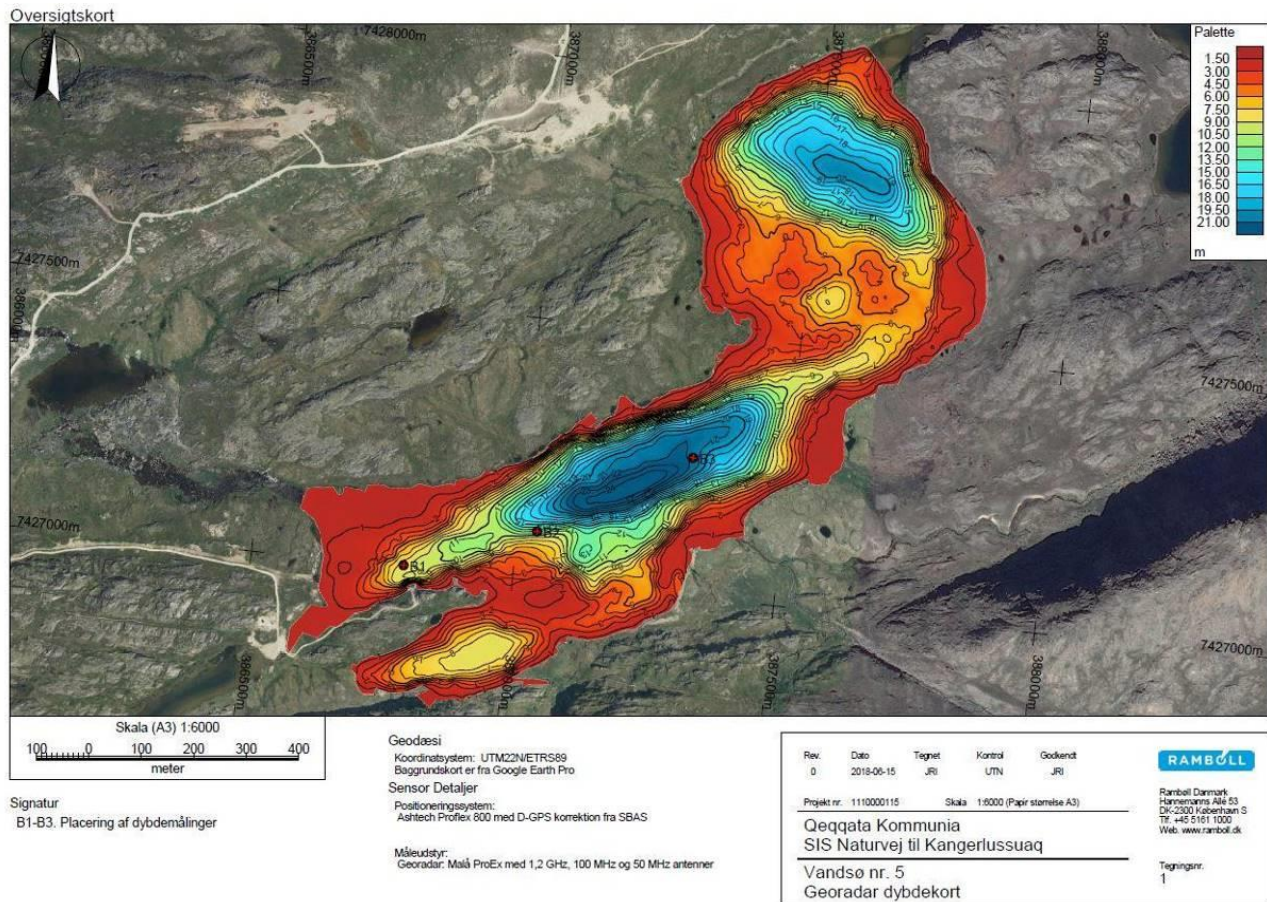 Oversigtskort
7428000m
387000m
388000m
Palette
1.50
3.00
4.50
6.00
7.50
9.00
10.50
12.00
13.50
15.00
16.50
18.00
19.50
21.00
m
7427500m
386000m
7427500m
B3
7427000m
B2
B1
7427000m
386500m
387500m
388000m
Skala (A3) 1:6000
100 0 100 200 300 400
meter
Signatur
B1-B3. Placering af dybdemålinger
Geodæsi
Koordinatsystem: UTM22N/ETRS89
Baggrundskort er fra Google Earth Pro
Sensor Detaljer
Positioneringssystem:
Ashtech Proflex 800 med D-GPS korrektion fra SBAS
Måleudstyr:
Georadar: Malå ProEx med 1,2 GHz, 100 MHz og 50 MHz antenner
Rev. Dato Tegnet Kontrol Godkendt
0 2018-06-15 JRI UTN JRI
Projekt nr. 1110000115 Skala 1:6000 (Papir størrelse A3)
Qeqqata Kommunia
SIS Naturvej til Kangerlussuaq
Vandsø nr. 5
Georadar dybdekort
RAMBOLL
Rambøll Danmark
Hannemanns Allé 53
DK-2300 København S
Tlf. +45 5161 1000
Web. www.ramboll.dk
Tegningsnr.
1